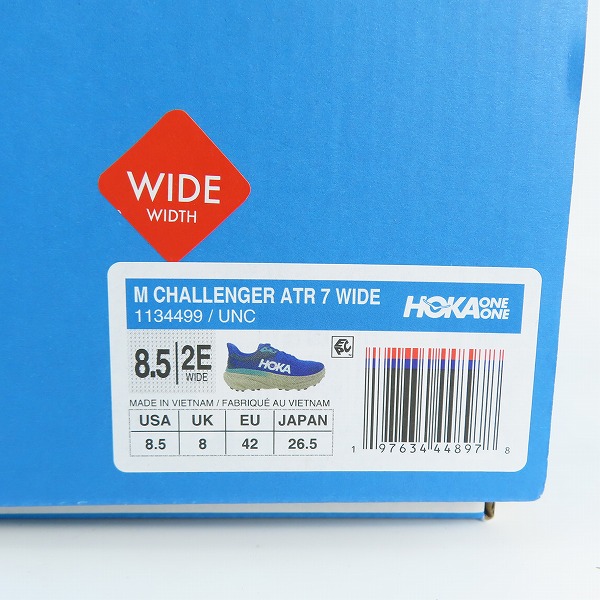 WIDE
WIDTH
M CHALLENGER ATR 7 WIDE
1134499 / UNC
HOKA ONE ONE
8.5 2E
WIDE
HOKA
MADE IN VIETNAM / FABRIQUÉ AU VIETNAM
USA UK EU JAPAN
8.5 8 42 26.5
1 97634 44897 8